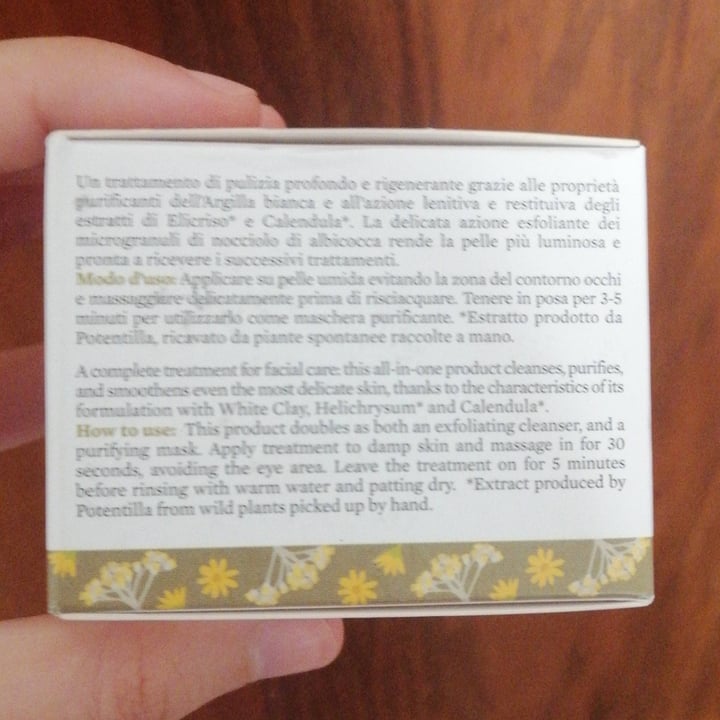 Un trattamento di pulizia profondo e rigenerante grazie alle proprietà
purificanti dell'Argilla bianca e all'azione lenitiva e restituiva degli
estratti di Elicriso* e Calendula*. La delicata azione esfoliante dei
microgranuli di nocciolo di albicocca rende la pelle più luminosa e
pronta a ricevere i successivi trattamenti.
Modo d'uso: Applicare su pelle umida evitando la zona del contorno occhi
e massaggiare delicatamente prima di risciacquare. Tenere in posa per 3-5
minuti per utilizzarlo come maschera purificante. *Estratto prodotto da
Potentilla, ricavato da piante spontanee raccolte a mano.
A complete treatment for facial care: this all-in-one product cleanses, purifies,
and smoothens even the most delicate skin, thanks to the characteristics of its
formulation with White Clay, Helichrysum* and Calendula*.
How to use: This product doubles as both an exfoliating cleanser, and a
purifying mask. Apply treatment to damp skin and massage in for 30
seconds, avoiding the eye area. Leave the treatment on for 5 minutes
before rinsing with warm water and patting dry. *Extract produced by
Potentilla from wild plants picked up by hand.